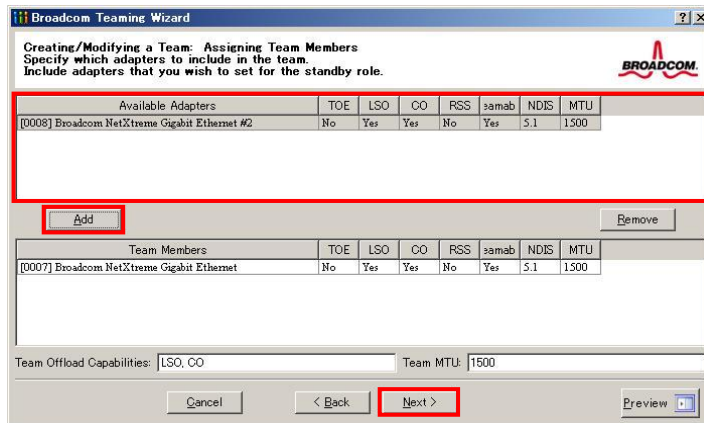 Broadcom Teaming Wizard
Creating/Modifying a Team: Assigning Team Members
Specify which adapters to include in the team.
Include adapters that you wish to set for the standby role.
BROADCOM.
Available Adapters TOE LSO CO RSS eamab NDIS MTU
[0008] Broadcom NetXtreme Gigabit Ethernet #2 No Yes Yes No Yes 5.1 1500
Add Remove
Team Members TOE LSO CO RSS eamab NDIS MTU
[0007] Broadcom NetXtreme Gigabit Ethernet No Yes Yes No Yes 5.1 1500
Team Offload Capabilities: LSO, CO Team MTU: 1500
Cancel < Back Next > Preview